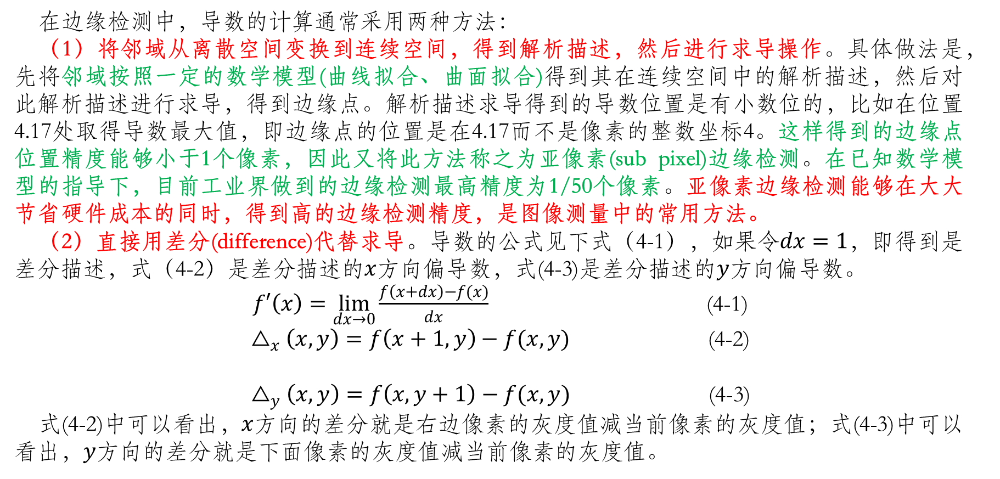 在边缘检测中，导数的计算通常采用两种方法：
（1）将邻域从离散空间变换到连续空间，得到解析描述，然后进行求导操作。具体做法是，
先将邻域按照一定的数学模型(曲线拟合、曲面拟合)得到其在连续空间中的解析描述，然后对
此解析描述进行求导，得到边缘点。解析描述求导得到的导数位置是有小数位的，比如在位置
4.17处取得导数最大值，即边缘点的位置是在4.17而不是像素的整数坐标4。这样得到的边缘点
位置精度能够小于1个像素，因此又将此方法称之为亚像素(sub pixel)边缘检测。在已知数学模
型的指导下，目前工业界做到的边缘检测最高精度为1/50个像素。亚像素边缘检测能够在大大
节省硬件成本的同时，得到高的边缘检测精度，是图像测量中的常用方法。
（2）直接用差分(difference)代替求导。导数的公式见下式（4-1），如果令dx = 1，即得到是
差分描述，式（4-2）是差分描述的x方向偏导数，式(4-3)是差分描述的y方向偏导数。
f′(x) = lim_{dx→0} \frac{f(x+dx)−f(x)}{dx} (4-1)
△_x (x, y) = f(x + 1, y) − f(x, y) (4-2)
△_y (x, y) = f(x, y + 1) − f(x, y) (4-3)
式(4-2)中可以看出，x方向的差分就是右边像素的灰度值减当前像素的灰度值；式(4-3)中可以
看出，y方向的差分就是下面像素的灰度值减当前像素的灰度值。